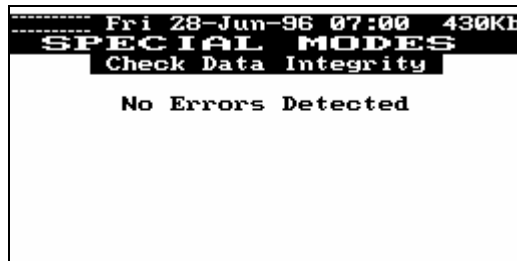 Fri 28-Jun-96 07:00 430Kb
SPECIAL MODES
Check Data Integrity
No Errors Detected